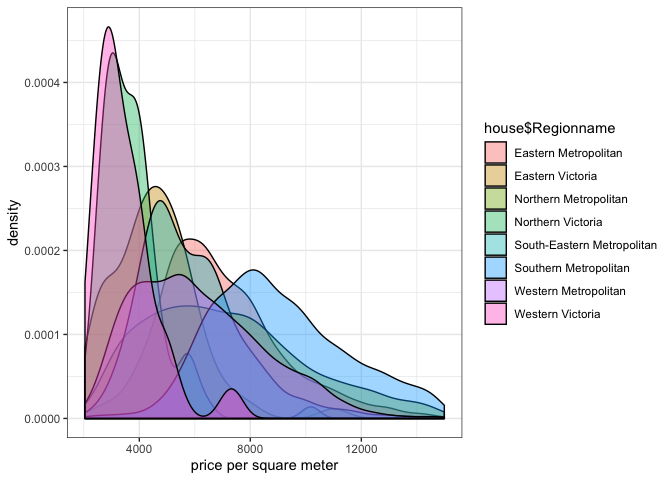 0.0004
0.0003
0.0002
0.0001
0.0000
density
4000 8000 12000
price per square meter
house$Regionname
Eastern Metropolitan
Eastern Victoria
Northern Metropolitan
Northern Victoria
South-Eastern Metropolitan
Southern Metropolitan
Western Metropolitan
Western Victoria